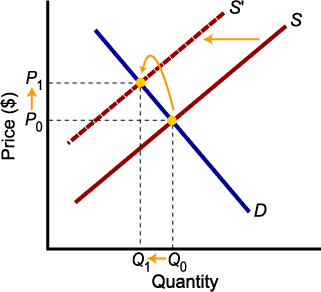 S'
S
P1
P0
Price ($)
D
Q1 Q0
Quantity